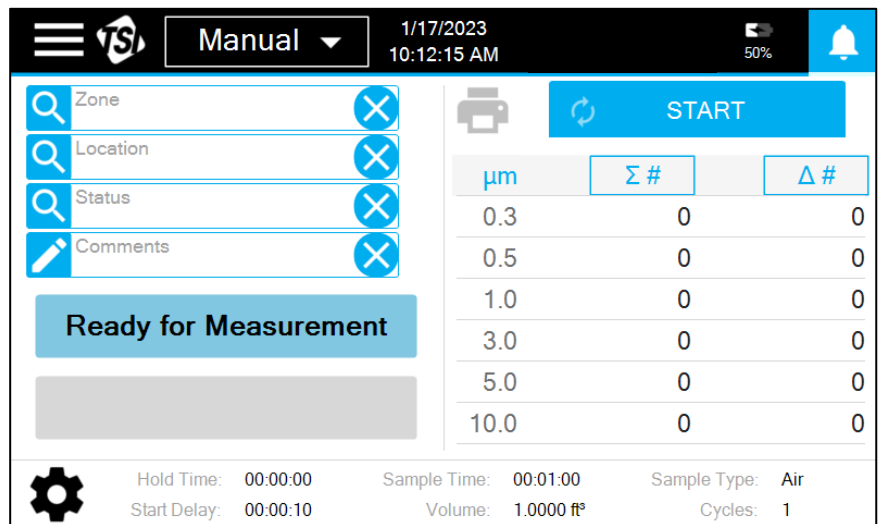 TSI Manual 1/17/2023
10:12:15 AM 50%
Zone
Location
Status
Comments
Ready for Measurement
START
µm Σ # Δ #
0.3 0 0
0.5 0 0
1.0 0 0
3.0 0 0
5.0 0 0
10.0 0 0
Hold Time: 00:00:00 Sample Time: 00:01:00 Sample Type: Air
Start Delay: 00:00:10 Volume: 1.0000 ft³ Cycles: 1